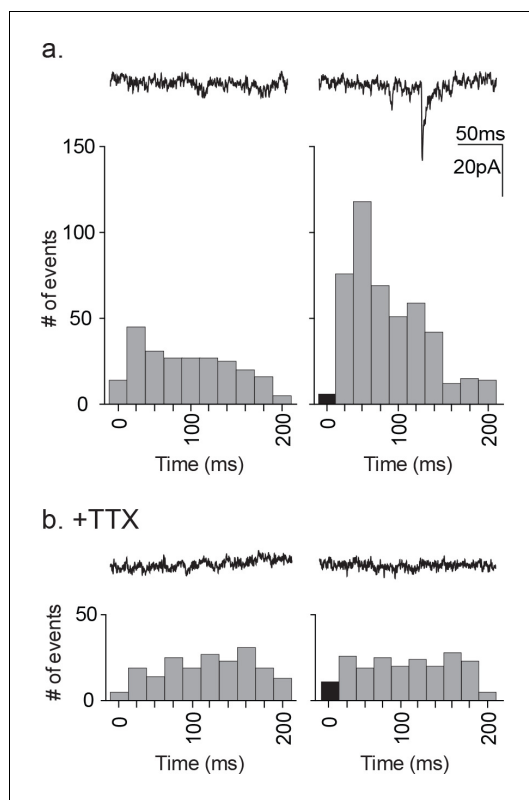 a.
50ms
20pA
150
100
50
0
# of events
0 100 200
0 100 200
Time (ms)
Time (ms)
b. +TTX
50
0
# of events
0 100 200
0 100 200
Time (ms)
Time (ms)